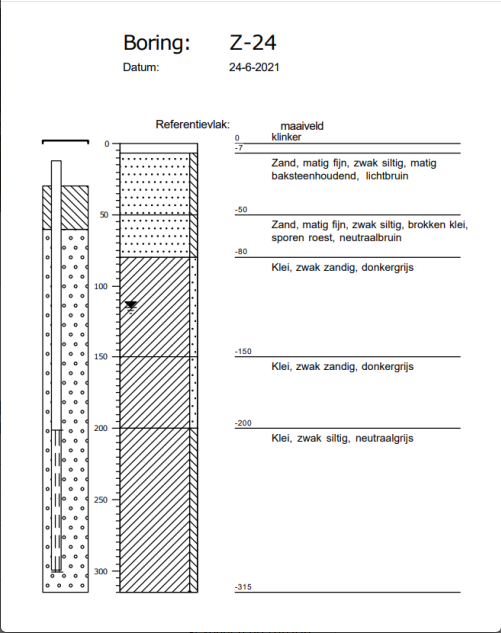 Boring: Z-24
Datum: 24-6-2021
Referentievlak: maaiveld
0
klinker
-7
Zand, matig fijn, zwak siltig, matig
baksteenhoudend, lichtbruin
-50
Zand, matig fijn, zwak siltig, brokken klei,
sporen roest, neutraalbruin
-80
Klei, zwak zandig, donkergrijs
-150
Klei, zwak zandig, donkergrijs
-200
Klei, zwak siltig, neutraalgrijs
-315
0
50
100
150
200
250
300